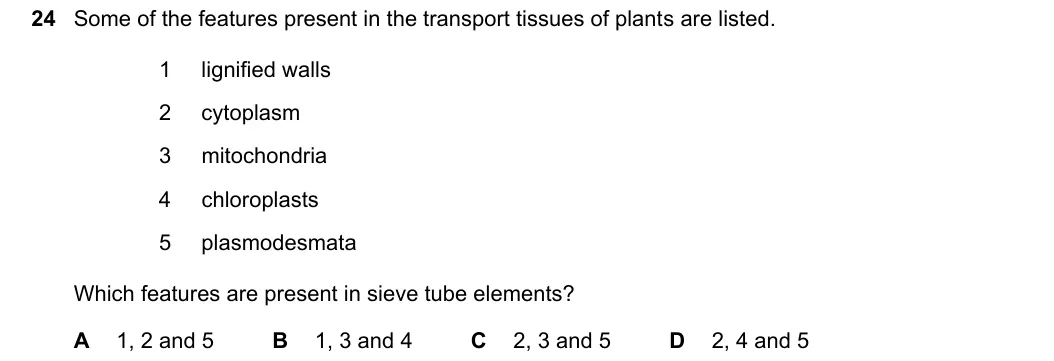 24 Some of the features present in the transport tissues of plants are listed.
1 lignified walls
2 cytoplasm
3 mitochondria
4 chloroplasts
5 plasmodesmata
Which features are present in sieve tube elements?
A 1, 2 and 5 B 1, 3 and 4 C 2, 3 and 5 D 2, 4 and 5